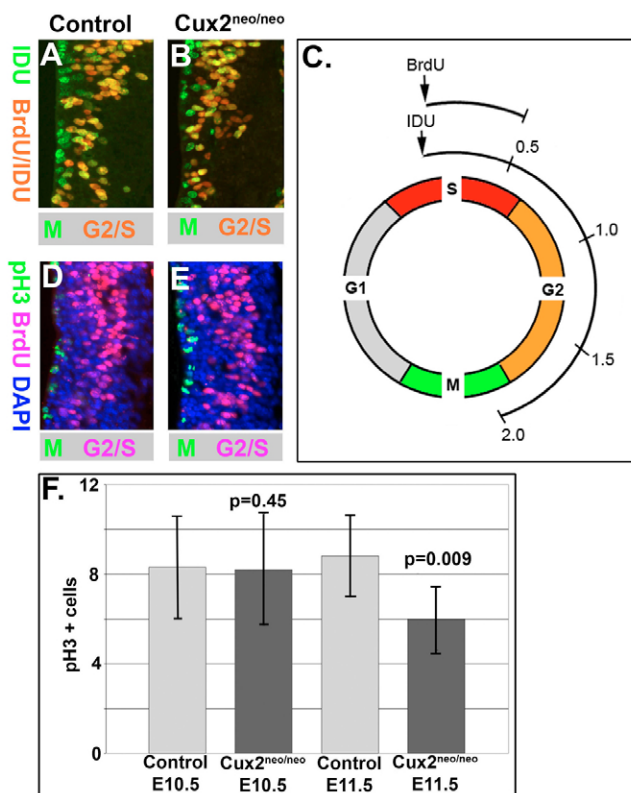 Control Cux2neo/neo
IDU BrdU/IDU
A
B
M G2/S
M G2/S
C.
BrdU
IDU
0.5
1.0
1.5
2.0
S
G1
G2
M
pH3 BrdU DAPI
D
E
M G2/S
M G2/S
F.
pH3 + cells
12
8
4
0
p=0.45
p=0.009
Control Cux2neo/neo Control Cux2neo/neo
E10.5 E10.5 E11.5 E11.5